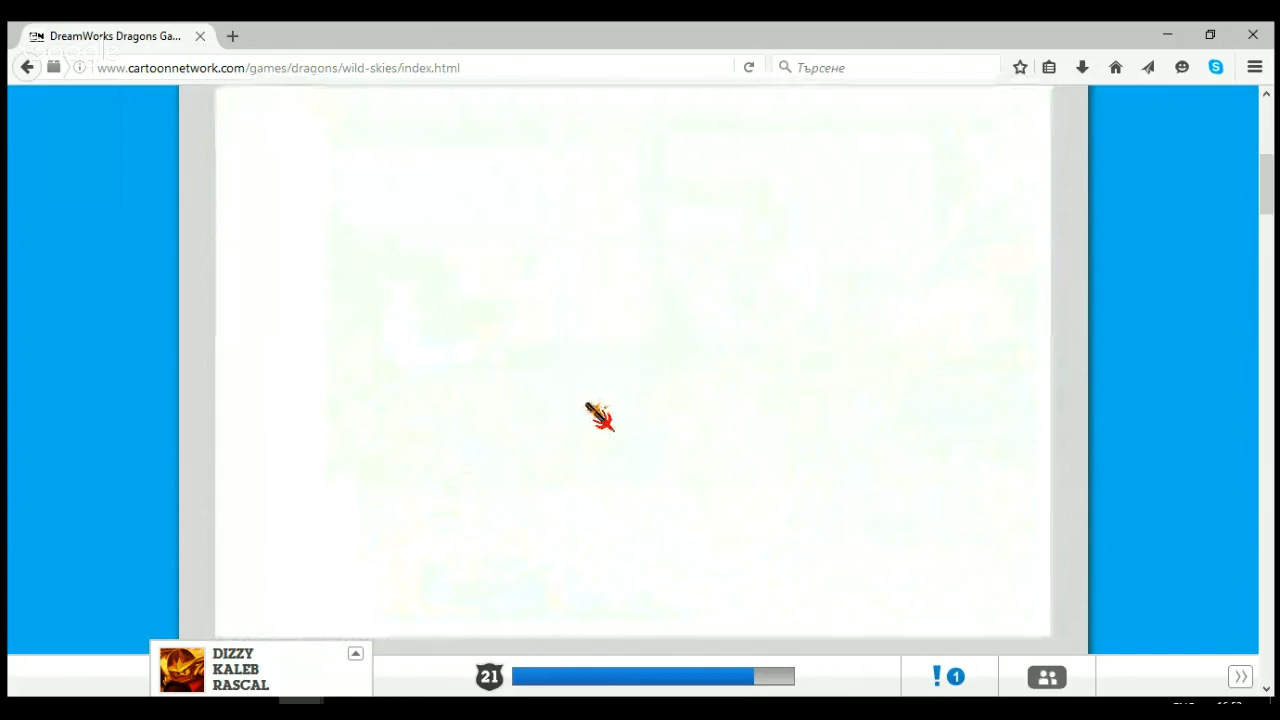 DreamWorks Dragons Ga...
www.cartoonnetwork.com/games/dragons/wild-skies/index.html
Търсене
DIZZY
KALEB
RASCAL
21
! 1